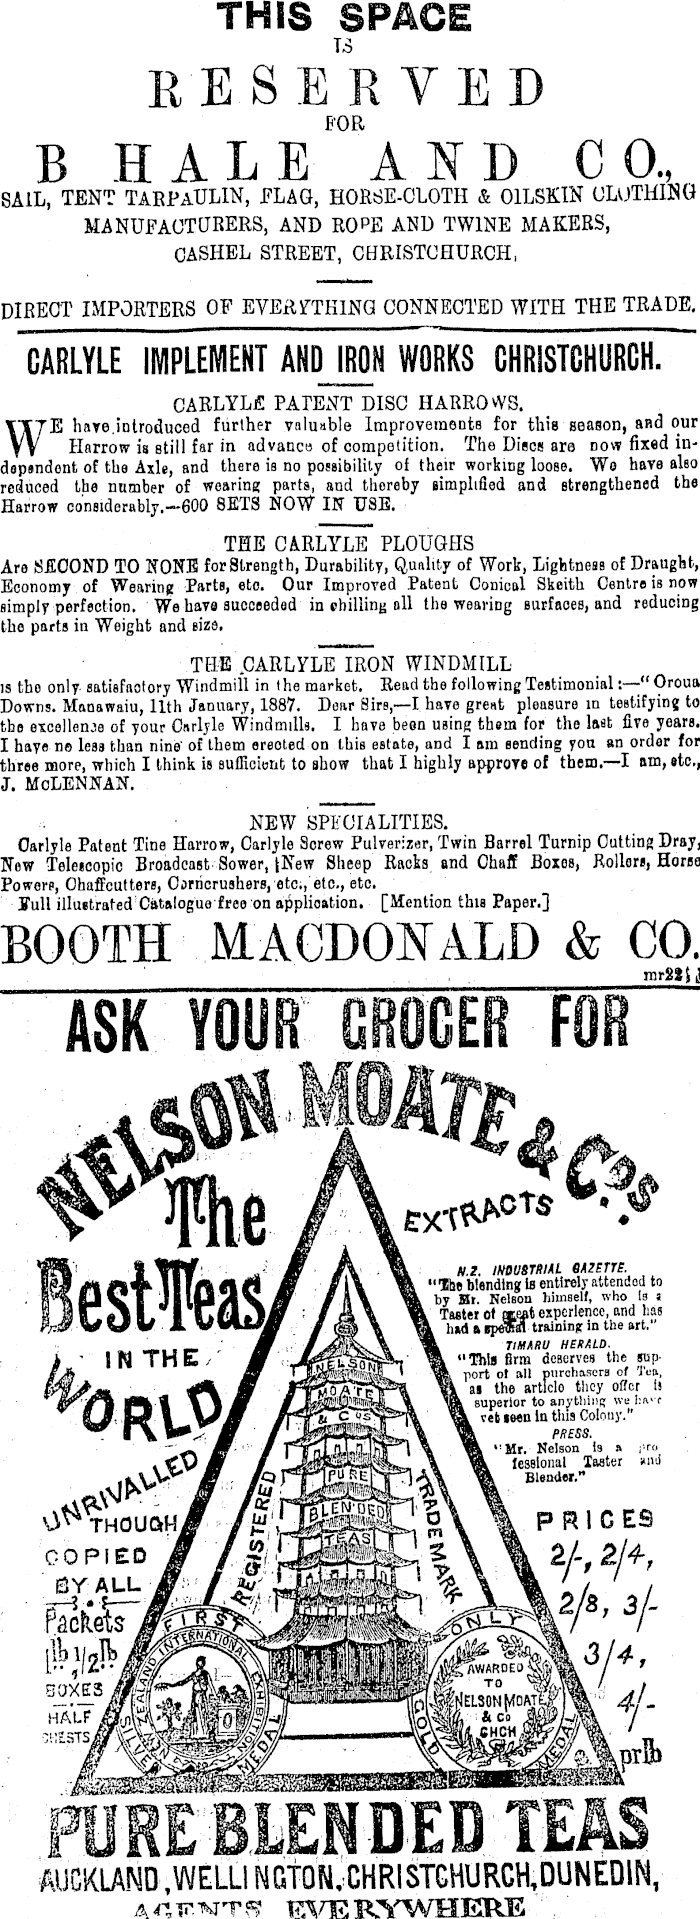 THIS SPACE
IS
RESERVED
FOR
B HALE AND CO.,
SAIL, TENT TARPAULIN, FLAG, HORSE-CLOTH & OILSKIN CLOTHING
MANUFACTURERS, AND ROPE AND TWINE MAKERS,
CASHEL STREET, CHRISTCHURCH,
DIRECT IMPORTERS OF EVERYTHING CONNECTED WITH THE TRADE.
CARLYLE IMPLEMENT AND IRON WORKS CHRISTCHURCH.
CARLYLE PATENT DISC HARROWS.
WE have introduced further valuable Improvements for this season, and our
Harrow is still far in advance of competition. The Discs are now fixed in-
dependent of the Axle, and there is no possibility of their working loose. We have also
reduced the number of wearing parts, and thereby simplified and strengthened the
Harrow considerably.—600 SETS NOW IN USE.
THE CARLYLE PLOUGHS
Are SECOND TO NONE for Strength, Durability, Quality of Work, Lightness of Draught,
Economy of Wearing Parts, etc. Our Improved Patent Conical Skeith Centre is now
simply perfection. We have succeeded in chilling all the wearing surfaces, and reducing
the parts in Weight and size.
THE CARLYLE IRON WINDMILL
is the only satisfactory Windmill in the market. Read the following Testimonial:—"Oroua
Downs. Manawaiu, 11th January, 1887. Dear Sirs,—I have great pleasure in testifying to
the excellence of your Carlyle Windmills. I have been using them for the last five years.
I have no less than nine of them erected on this estate, and I am sending you an order for
three more, which I think is sufficient to show that I highly approve of them.—I am, etc.,
J. McLENNAN.
NEW SPECIALITIES.
Carlyle Patent Tine Harrow, Carlyle Screw Pulverizer, Twin Barrel Turnip Cutting Dray,
New Telescopic Broadcast Sower, New Sheep Racks and Chaff Boxes, Rollers, Horse
Powers, Chaffcutters, Corncrushers, etc., etc., etc.
Full illustrated Catalogue free on application. [Mention this Paper.]
BOOTH MACDONALD & CO.
mr22
ASK YOUR GROCER FOR
NELSON MOATE & Cos.
The
Best Teas
IN THE
WORLD
UNRIVALLED
THOUGH
COPIED
BY ALL
Packets
1lb 1/2lb
BOXES
HALF
CHESTS
EXTRACTS
N.Z. INDUSTRIAL GAZETTE.
"The blending is entirely attended to
by Mr. Nelson himself, who is a
Taster of great experience, and has
had a special training in the art."
TIMARU HERALD.
"This firm deserves the sup-
port of all purchasers of Tea,
as the article they offer is
superior to anything we have
yet seen in this Colony."
PRESS.
"Mr. Nelson is a pro
fessional Taster and
Blender."
NELSON
MOATE
& Cos
PURE
BLENDED
TEAS
REGISTERED
TRADEMARK
PRICES
2/-, 2/4,
2/8, 3/-
3/4,
4/-
pr lb
FIRST
SILVER
MEDAL
NEW ZEALAND INTERNATIONAL EXHIBITION
ONLY
GOLD
MEDAL
AWARDED
TO
NELSON MOATE
& Co
CHCH
PURE BLENDED TEAS
AUCKLAND, WELLINGTON, CHRISTCHURCH, DUNEDIN,
AGENTS EVERYWHERE